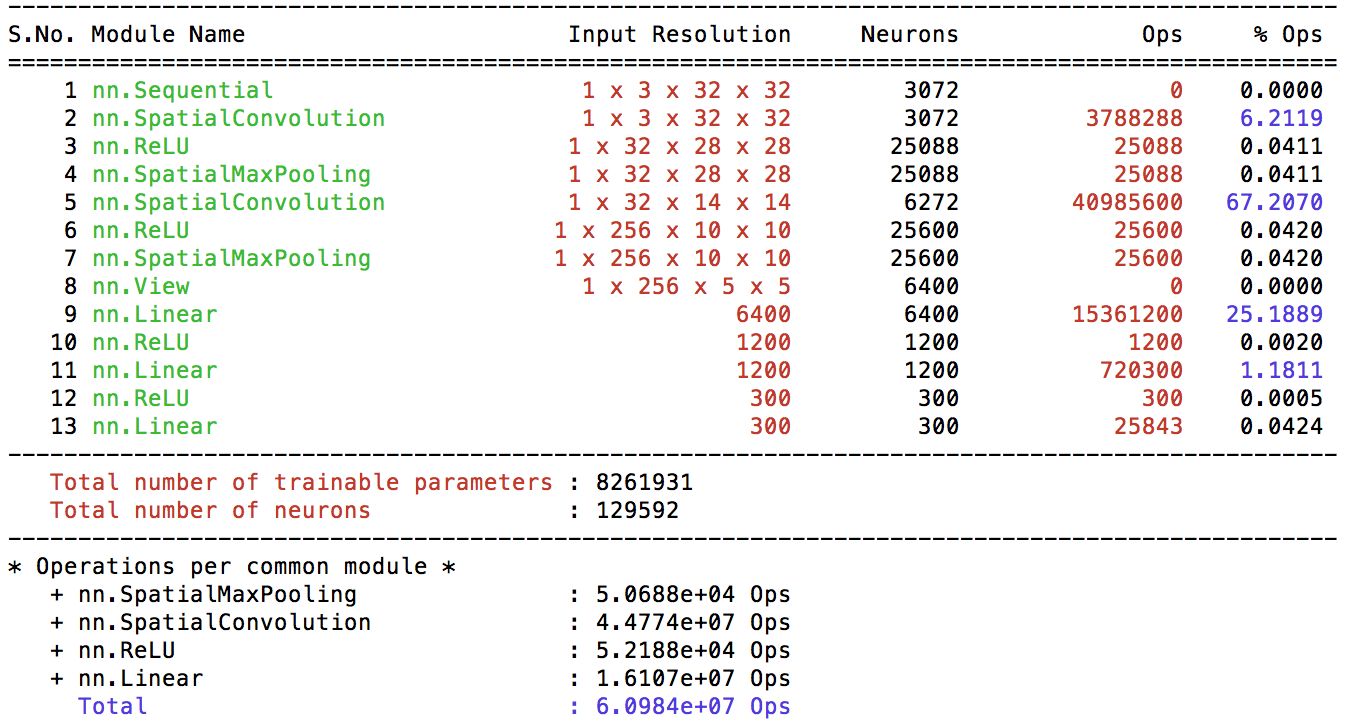 S.No. Module Name Input Resolution Neurons Ops % Ops
1 nn.Sequential 1 x 3 x 32 x 32 3072 0 0.0000
2 nn.SpatialConvolution 1 x 3 x 32 x 32 3072 3788288 6.2119
3 nn.ReLU 1 x 32 x 28 x 28 25088 25088 0.0411
4 nn.SpatialMaxPooling 1 x 32 x 28 x 28 25088 25088 0.0411
5 nn.SpatialConvolution 1 x 32 x 14 x 14 6272 40985600 67.2070
6 nn.ReLU 1 x 256 x 10 x 10 25600 25600 0.0420
7 nn.SpatialMaxPooling 1 x 256 x 10 x 10 25600 25600 0.0420
8 nn.View 1 x 256 x 5 x 5 6400 0 0.0000
9 nn.Linear 6400 6400 15361200 25.1889
10 nn.ReLU 1200 1200 1200 0.0020
11 nn.Linear 1200 1200 720300 1.1811
12 nn.ReLU 300 300 300 0.0005
13 nn.Linear 300 300 25843 0.0424
Total number of trainable parameters : 8261931
Total number of neurons : 129592
* Operations per common module *
+ nn.SpatialMaxPooling : 5.0688e+04 Ops
+ nn.SpatialConvolution : 4.4774e+07 Ops
+ nn.ReLU : 5.2188e+04 Ops
+ nn.Linear : 1.6107e+07 Ops
Total : 6.0984e+07 Ops